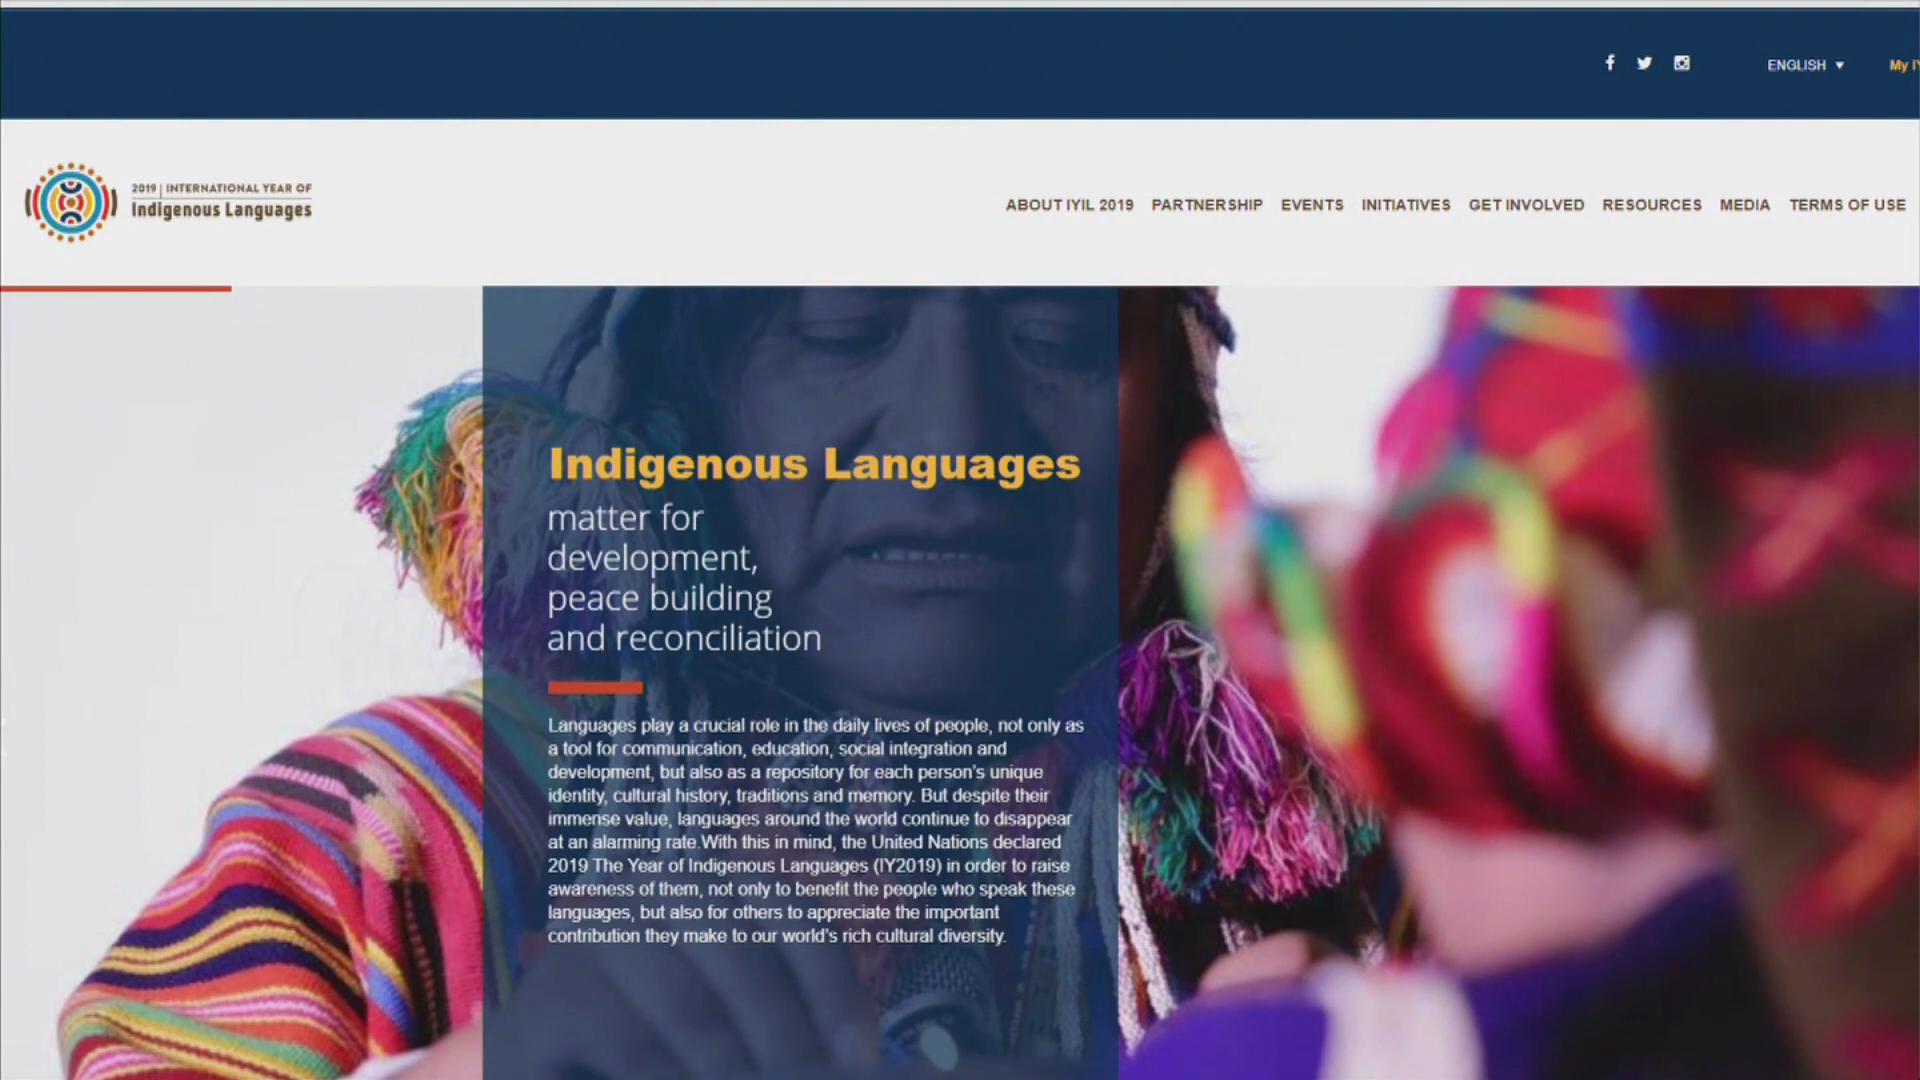 ENGLISH
My
2019 | INTERNATIONAL YEAR OF
Indigenous Languages
ABOUT IYIL 2019 PARTNERSHIP EVENTS INITIATIVES GET INVOLVED RESOURCES MEDIA TERMS OF USE
Indigenous Languages
matter for
development,
peace building
and reconciliation
Languages play a crucial role in the daily lives of people, not only as
a tool for communication, education, social integration and
development, but also as a repository for each person's unique
identity, cultural history, traditions and memory. But despite their
immense value, languages around the world continue to disappear
at an alarming rate.With this in mind, the United Nations declared
2019 The Year of Indigenous Languages (IY2019) in order to raise
awareness of them, not only to benefit the people who speak these
languages, but also for others to appreciate the important
contribution they make to our world's rich cultural diversity.